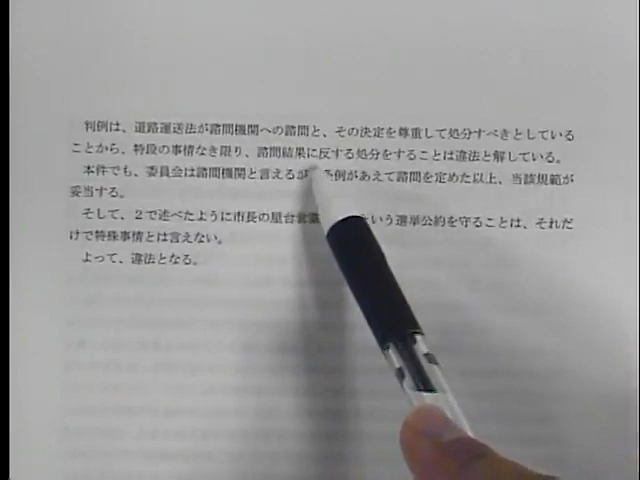 判例は、道路運送法が諮問機関への諮問と、その決定を尊重して処分すべきとしている
ことから、特段の事情なき限り、諮問結果に反する処分をすることは違法と解している。
本件でも、委員会は諮問機関と言えるが 条例があえて諮問を定めた以上、当該規範が
妥当する。
そして、２で述べたように市長の屋台営業 という選挙公約を守ることは、それだ
けで特殊事情とは言えない。
よって、違法となる。